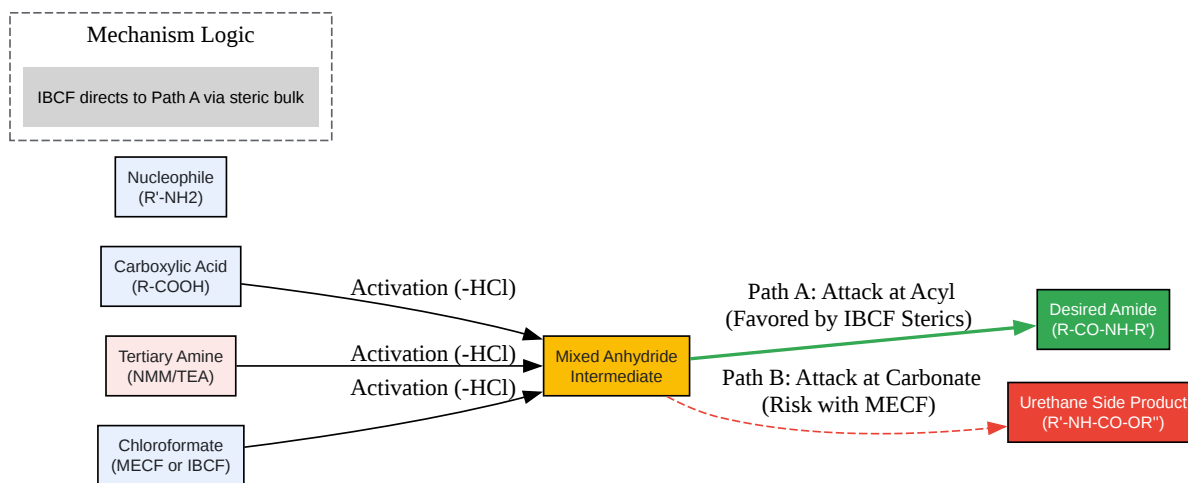 Mechanism Logic
IBCF directs to Path A via steric bulk
Nucleophile
(R'-NH2)
Carboxylic Acid
(R-COOH)
Activation (-HCl)
Tertiary Amine
(NMM/TEA)
Activation (-HCl)
Activation (-HCl)
Chloroformate
(MECF or IBCF)
Mixed Anhydride
Intermediate
Path A: Attack at Acyl
(Favored by IBCF Sterics)
Desired Amide
(R-CO-NH-R')
Path B: Attack at Carbonate
(Risk with MECF)
Urethane Side Product
(R'-NH-CO-OR")